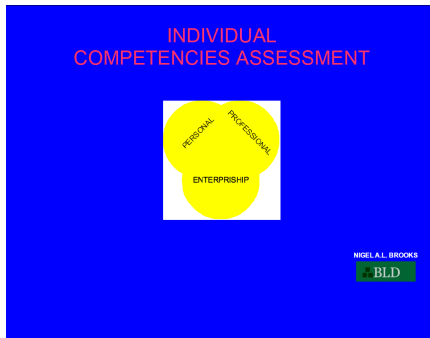 INDIVIDUAL
COMPETENCIES ASSESSMENT
PERSONAL
PROFESSIONAL
ENTERPRISHIP
NIGEL A.L. BROOKS
BLD